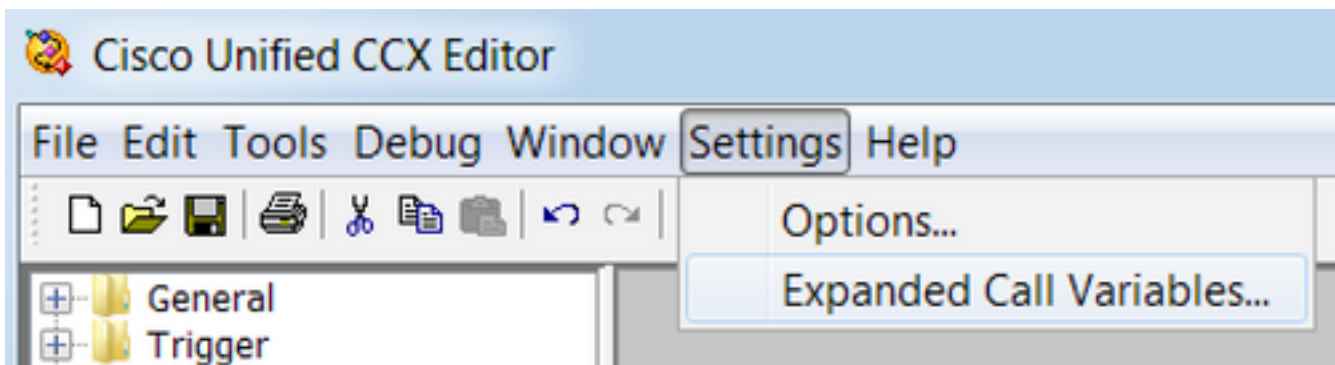 Cisco Unified CCX Editor
File Edit Tools Debug Window Settings Help
Options...
Expanded Call Variables...
General
Trigger